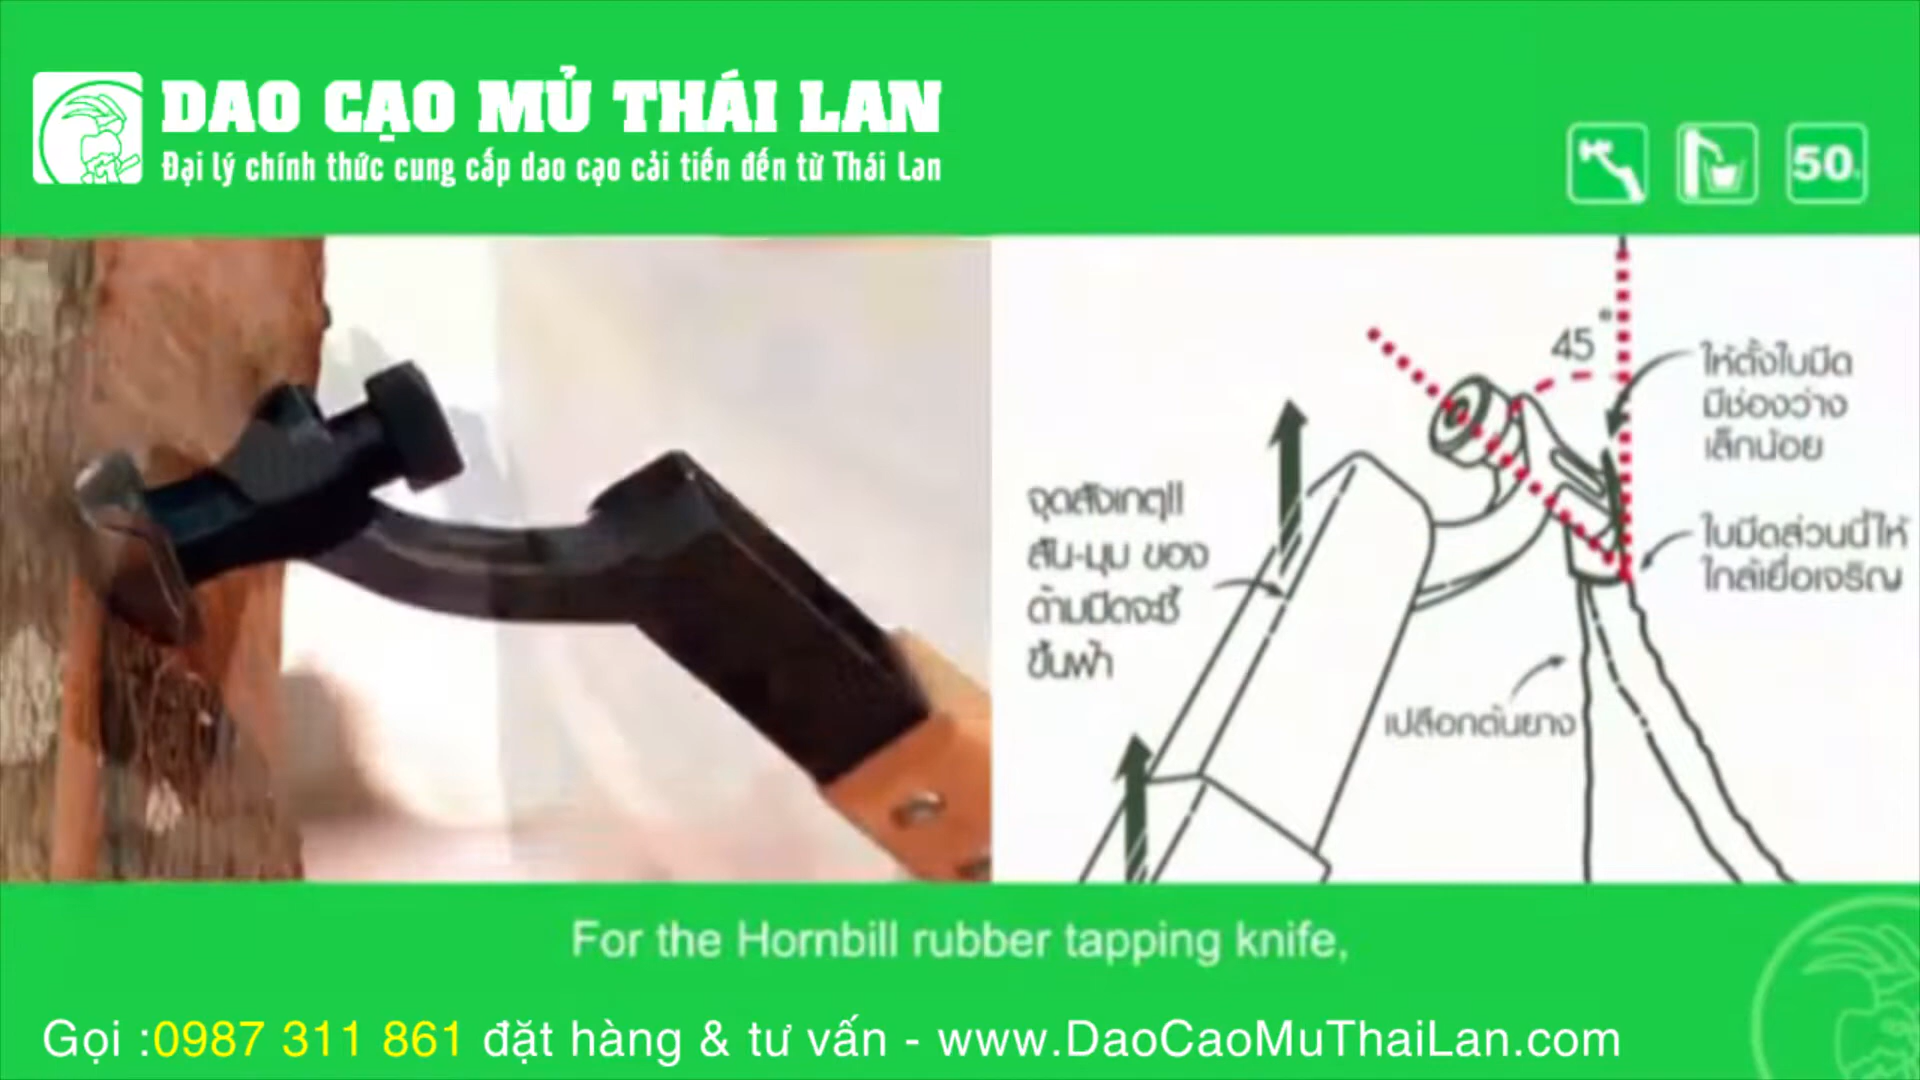 DAO CẠO MỦ THÁI LAN
Đại lý chính thức cung cấp dao cạo cải tiến đến từ Thái Lan
50
45°
ให้ตั้งใบมีด
มีช่องว่าง
เล็กน้อย
จุดสังเกต!!
สัน-มุม ของ
ด้ามมีดจะชี้
ขึ้นฟ้า
ใบมีดส่วนนี้ให้
ใกล้เยื่อเจริญ
เปลือกต้นยาง
For the Hornbill rubber tapping knife,
Gọi :0987 311 861 đặt hàng & tư vấn - www.DaoCaoMuThaiLan.com